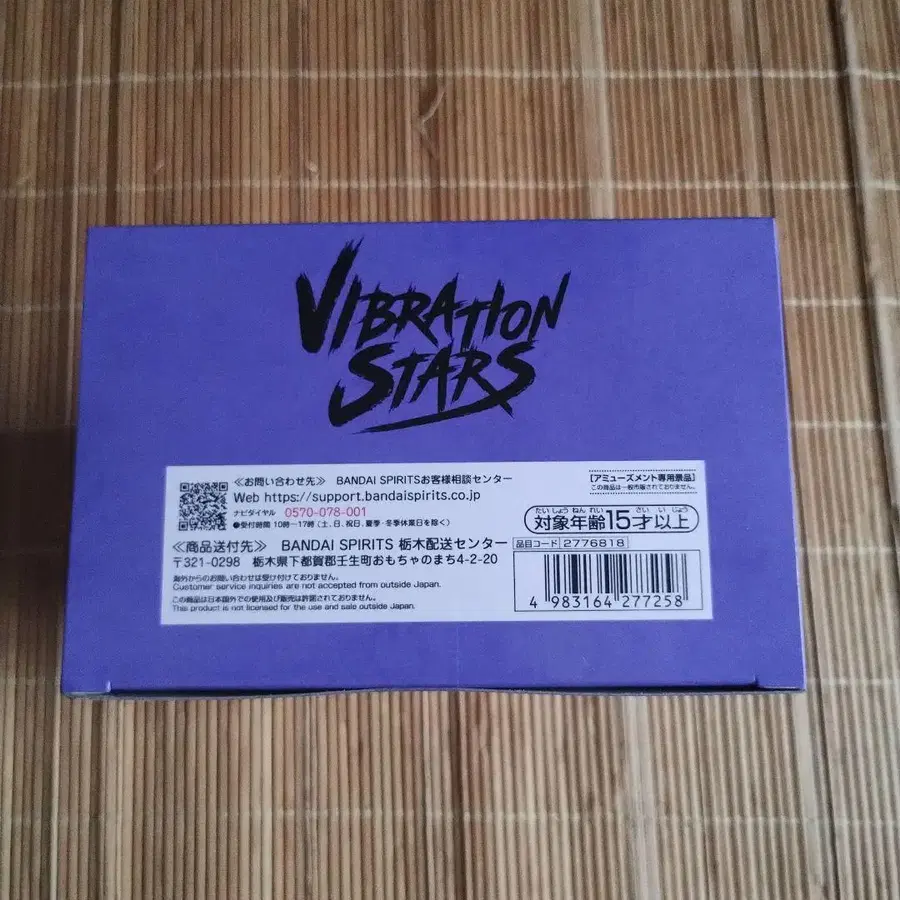 VIBRATION
STARS
≪お問い合わせ先≫ BANDAI SPIRITSお客様相談センター
Web https://support.bandaispirits.co.jp
ナビダイヤル 0570-078-001
●受付時間 10時～17時(土、日、祝日、夏季・冬季休業日を除く)
≪商品送付先≫ BANDAI SPIRITS 栃木配送センター
〒321-0298 栃木県下都賀郡壬生町おもちゃのまち4-2-20
海外からのお問い合わせは受け付けておりません。
Customer service inquiries are not accepted from outside Japan.
この商品は日本国外での使用及び販売は許諾されておりません。
This product is not licensed for the use and sale outside Japan.
[アミューズメント専用景品]
この商品は一般市販されておりません。
たいしょうねんれい さい いじょう
対象年齢15才以上
品目コード 2776818
4 983164 277258